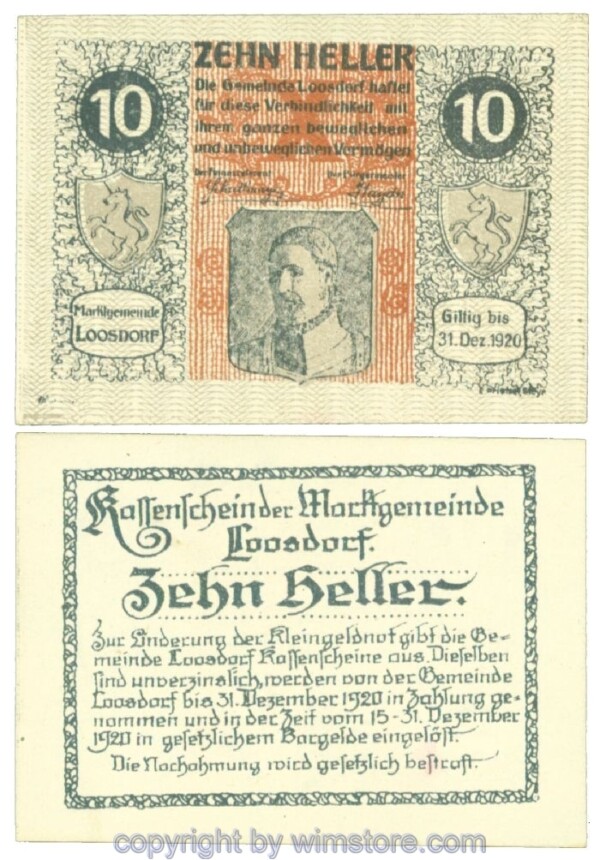 ZEHN HELLER
Die Gemeinde Loosdorf haftet
für diese Verbindlichkeit mit
ihrem ganzen beweglichen
und unbeweglichen Vermögen
10
10
Marktgemeinde
LOOSDORF
Giltig bis
31. Dez. 1920
Kassenschein der Marktgemeinde
Loosdorf.
Zehn Heller.
Zur Linderung der Kleingeldnot gibt die Ge-
meinde Loosdorf Kassenscheine aus. Dieselben
sind unverzinslich, werden von der Gemeinde
Loosdorf bis 31. Dezember 1920 in Zahlung ge-
nommen und in der Zeit vom 15-31. Dezember
1920 in gesetzlichem Bargelde eingelöst.
Die Nachahmung wird gesetzlich bestraft.
copyright by wimstore.com